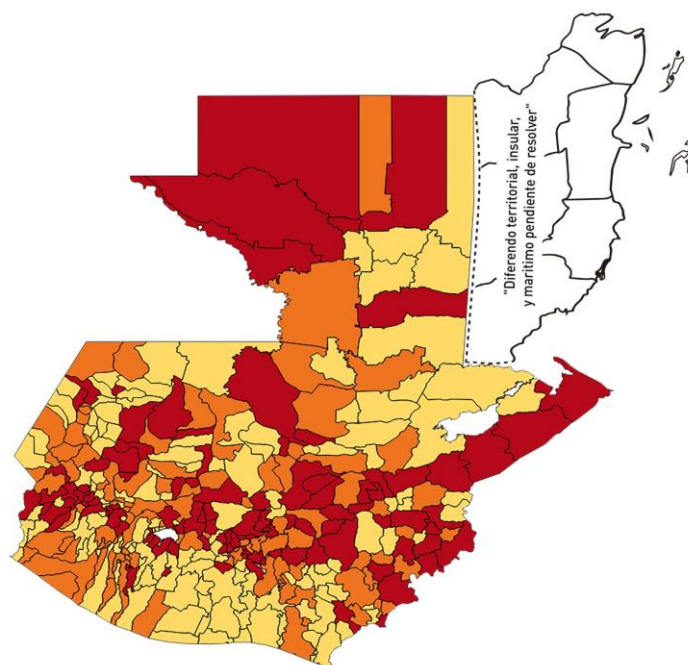 "Diferendo territorial, insular,
y marítimo pendiente de resolver"